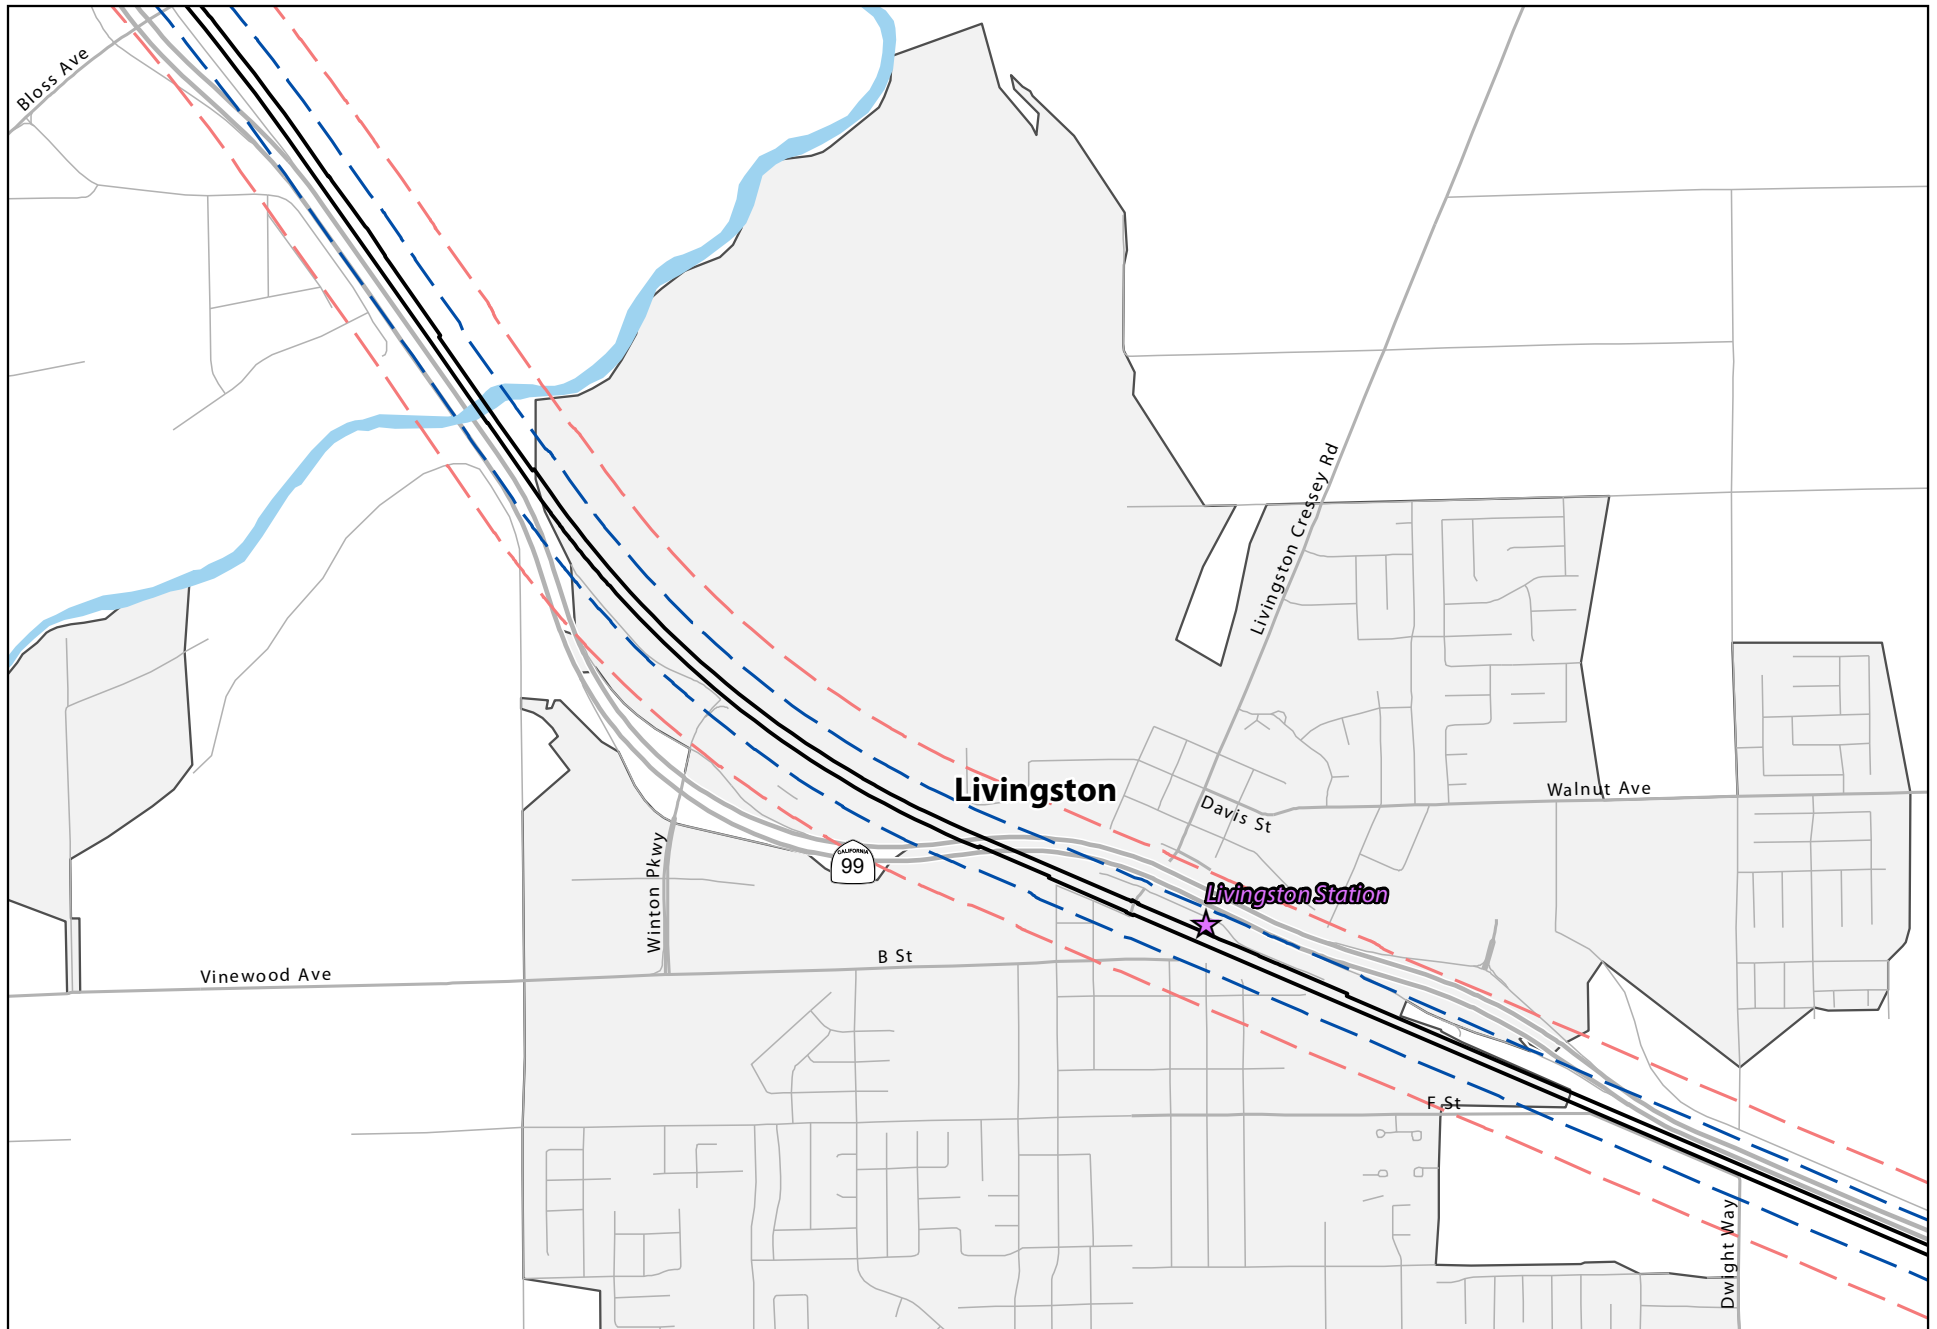 Bloss Ave
Livingston Cressey Rd
Livingston
Davis St
Walnut Ave
Winton Pkwy
CALIFORNIA
99
Livingston Station
B St
Vinewood Ave
F St
Dwight Way